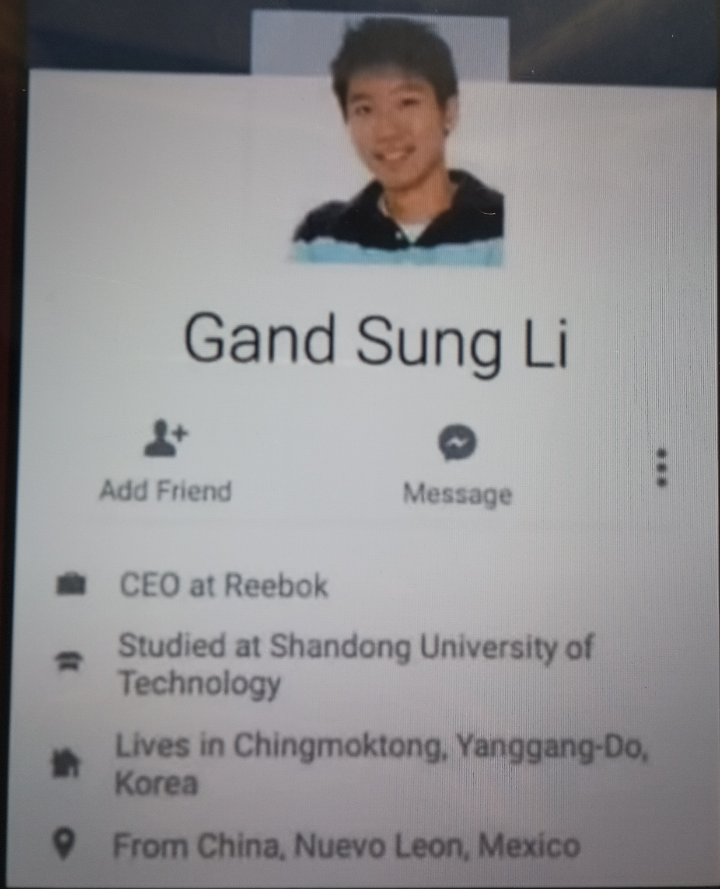 Gand Sung Li
Add Friend
Message
CEO at Reebok
Studied at Shandong University of
Technology
Lives in Chingmoktong, Yanggang-Do,
Korea
From China, Nuevo Leon, Mexico